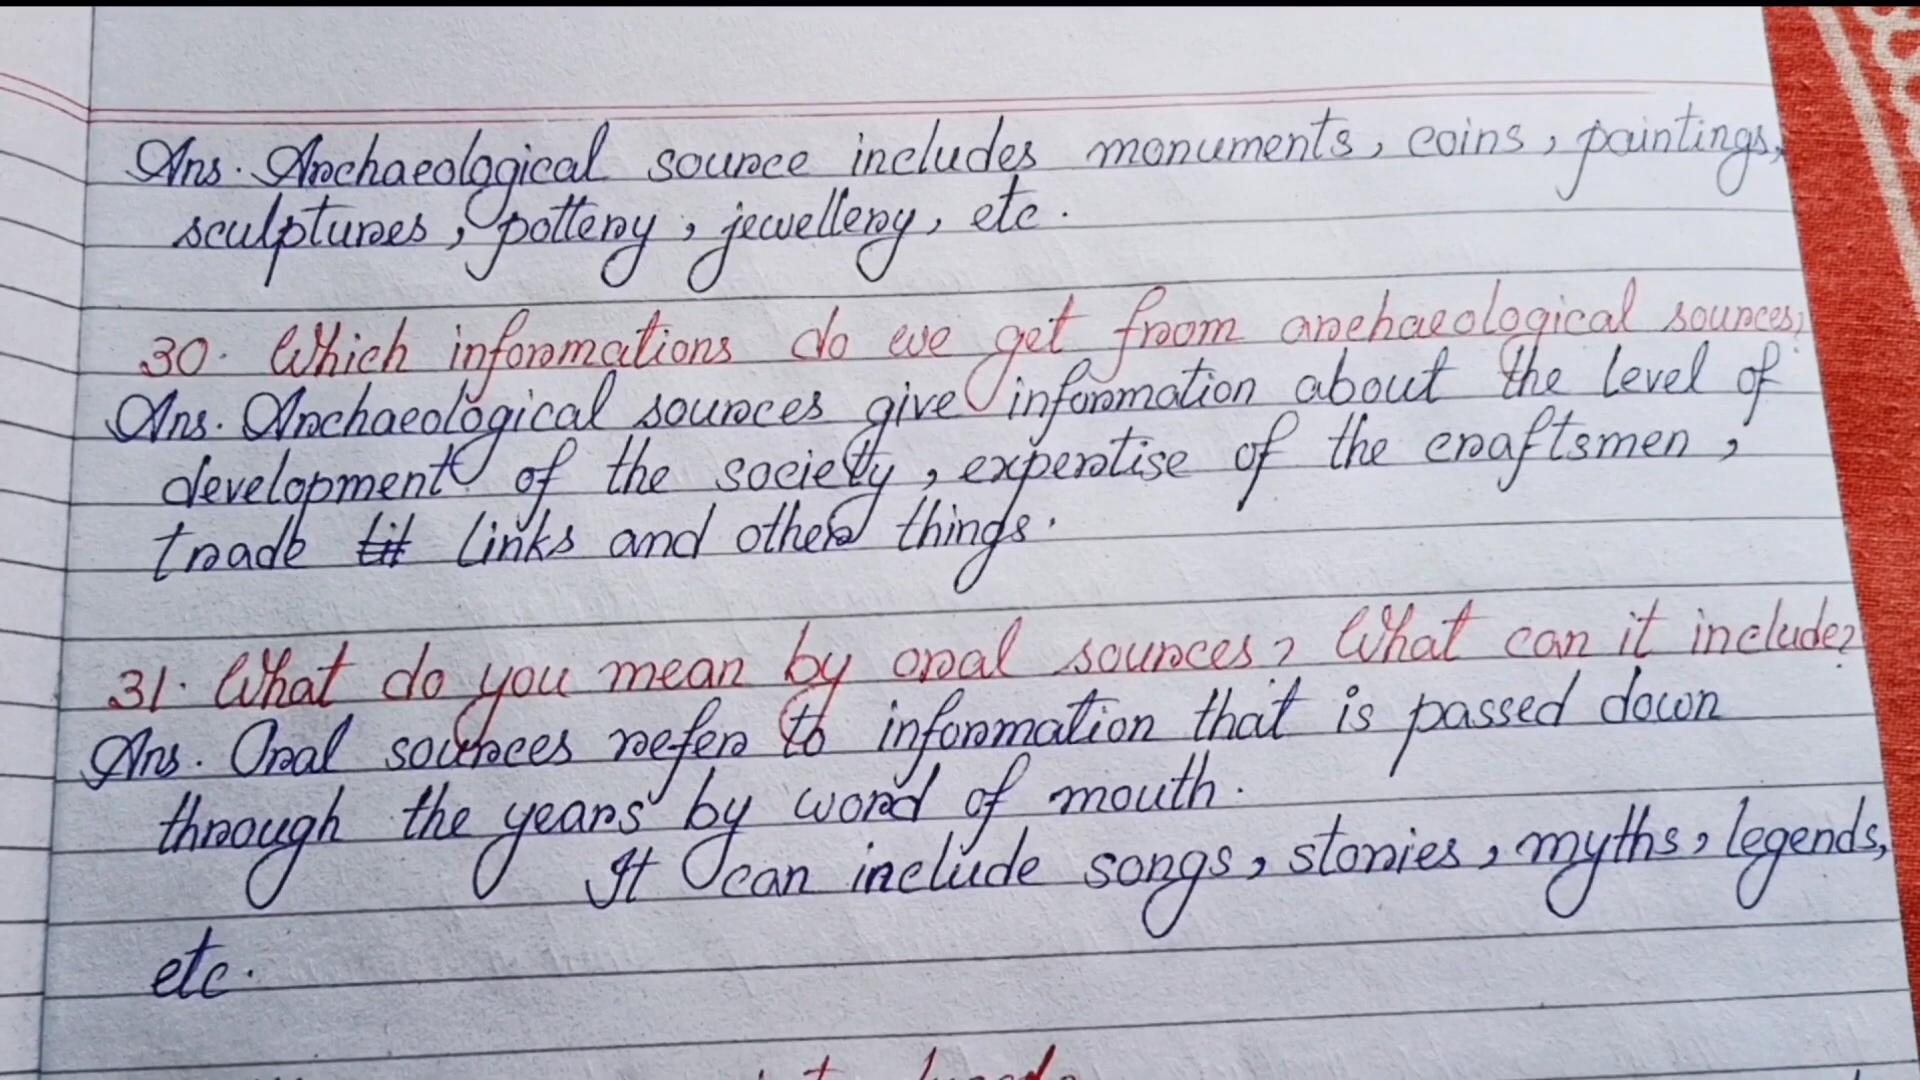 Ans. Archaeological source includes monuments, coins, paintings,
sculptures, pottery, jewellery, etc.
30. Which informations do we get from archaeological sources?
Ans. Archaeological sources give information about the level of
development of the society, expertise of the craftsmen,
trade links and other things.
31. What do you mean by oral sources? What can it include?
Ans. Oral sources refer to information that is passed down
through the years by word of mouth.
It can include songs, stories, myths, legends,
etc.